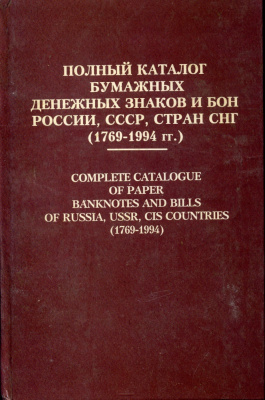 ПОЛНЫЙ КАТАЛОГ
БУМАЖНЫХ
ДЕНЕЖНЫХ ЗНАКОВ И БОН
РОССИИ, СССР, СТРАН СНГ
(1769-1994 гг.)
COMPLETE CATALOGUE
OF PAPER
BANKNOTES AND BILLS
OF RUSSIA, USSR, CIS COUNTRIES
(1769-1994)